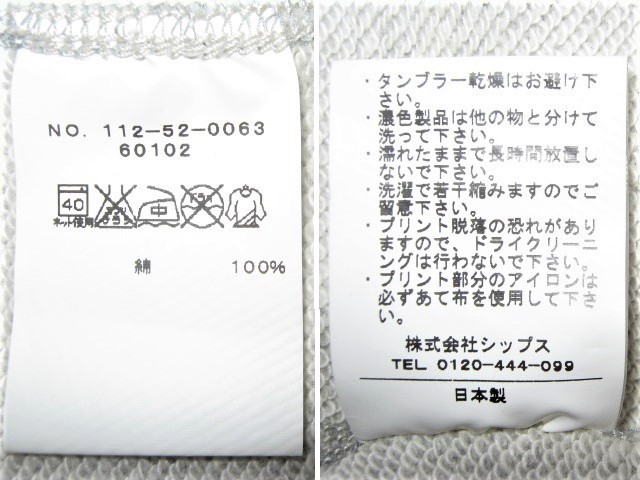 NO. 112-52-0063
60102
40
ネット使用
中
ドライ
綿 100%
・タンブラー乾燥はお避け下
さい。
・濃色製品は他の物と分けて
洗って下さい。
・濡れたままで長時間放置し
ないで下さい。
・洗濯で若干縮みますのでご
留意下さい。
・プリント脱落の恐れがあり
ますので、ドライクリーニ
ングは行わないで下さい。
・プリント部分のアイロンは
必ずあて布を使用して下さ
い。
株式会社シップス
TEL 0120-444-099
日本製